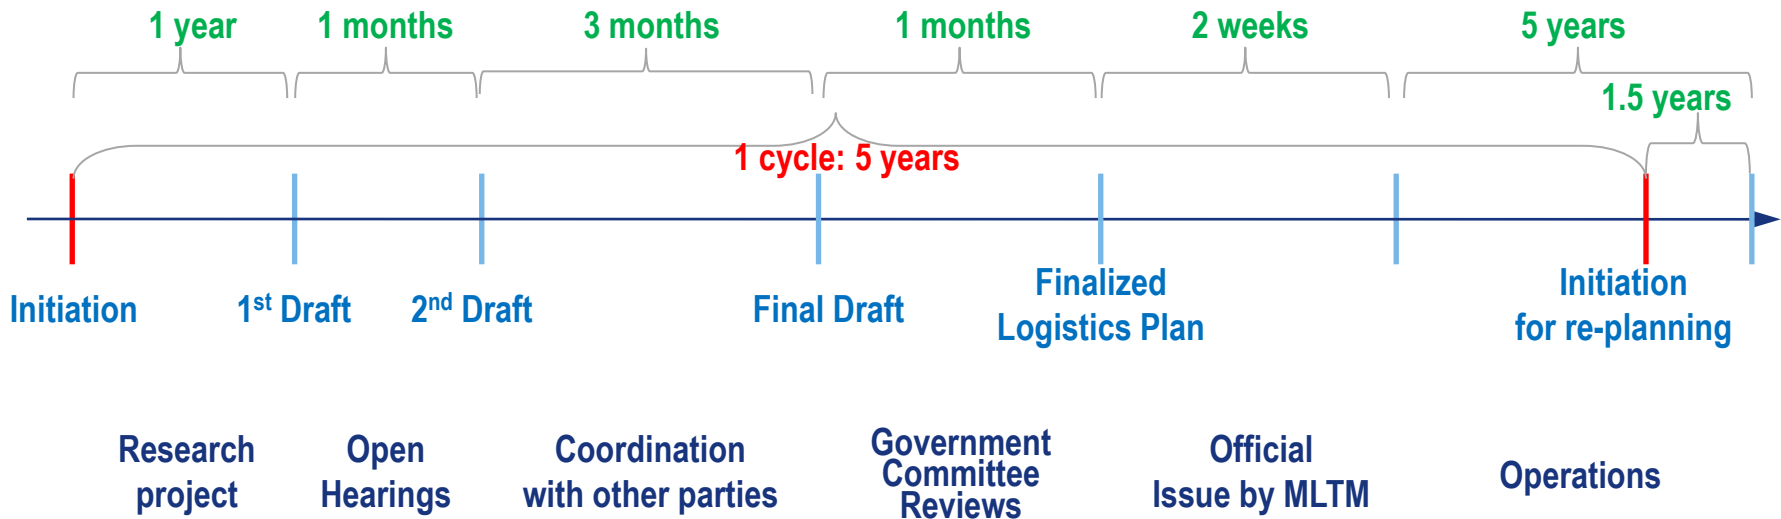 1 year
1 months
3 months
1 months
2 weeks
5 years
1.5 years
1 cycle: 5 years
Initiation
1st Draft
2nd Draft
Final Draft
Finalized
Logistics Plan
Initiation
for re-planning
Research
project
Open
Hearings
Coordination
with other parties
Government
Committee
Reviews
Official
Issue by MLTM
Operations